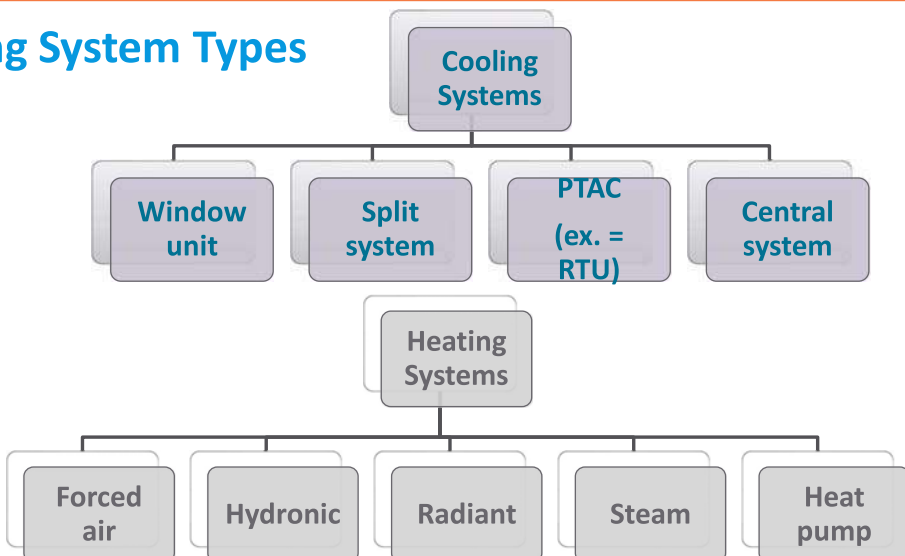 g System Types
Cooling
Systems
Window
unit
Split
system
PTAC
(ex. =
RTU)
Central
system
Heating
Systems
Forced
air
Hydronic
Radiant
Steam
Heat
pump